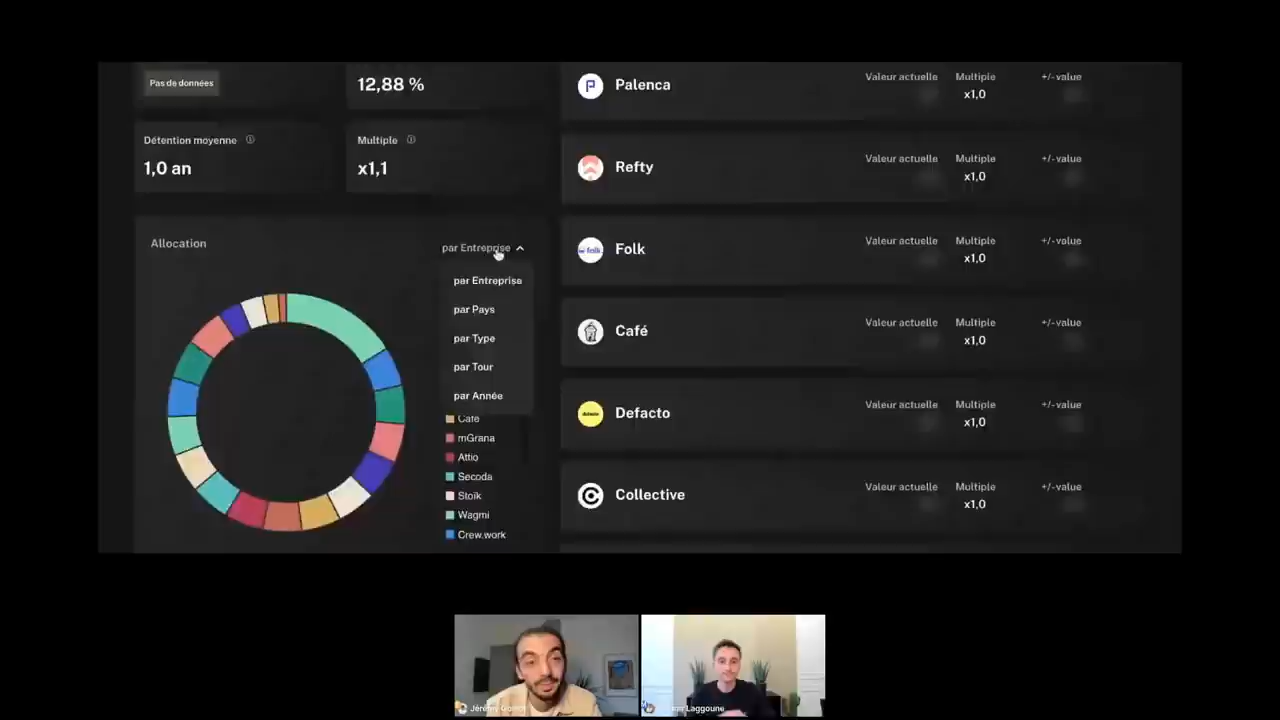 Pas de données
12,88 %
Détention moyenne
1,0 an
Multiple
x1,1
Allocation
par Entreprise
par Entreprise
par Pays
par Type
par Tour
par Année
Café
mGrana
Attio
Secoda
Stoïk
Wagmi
Crew.work
Palenca
Valeur actuelle Multiple +/-value
x1,0
Refty
Valeur actuelle Multiple +/-value
x1,0
folk
Folk
Valeur actuelle Multiple +/-value
x1,0
Café
Valeur actuelle Multiple +/-value
x1,0
defacto
Defacto
Valeur actuelle Multiple +/-value
x1,0
Collective
Valeur actuelle Multiple +/-value
x1,0
Laggoune